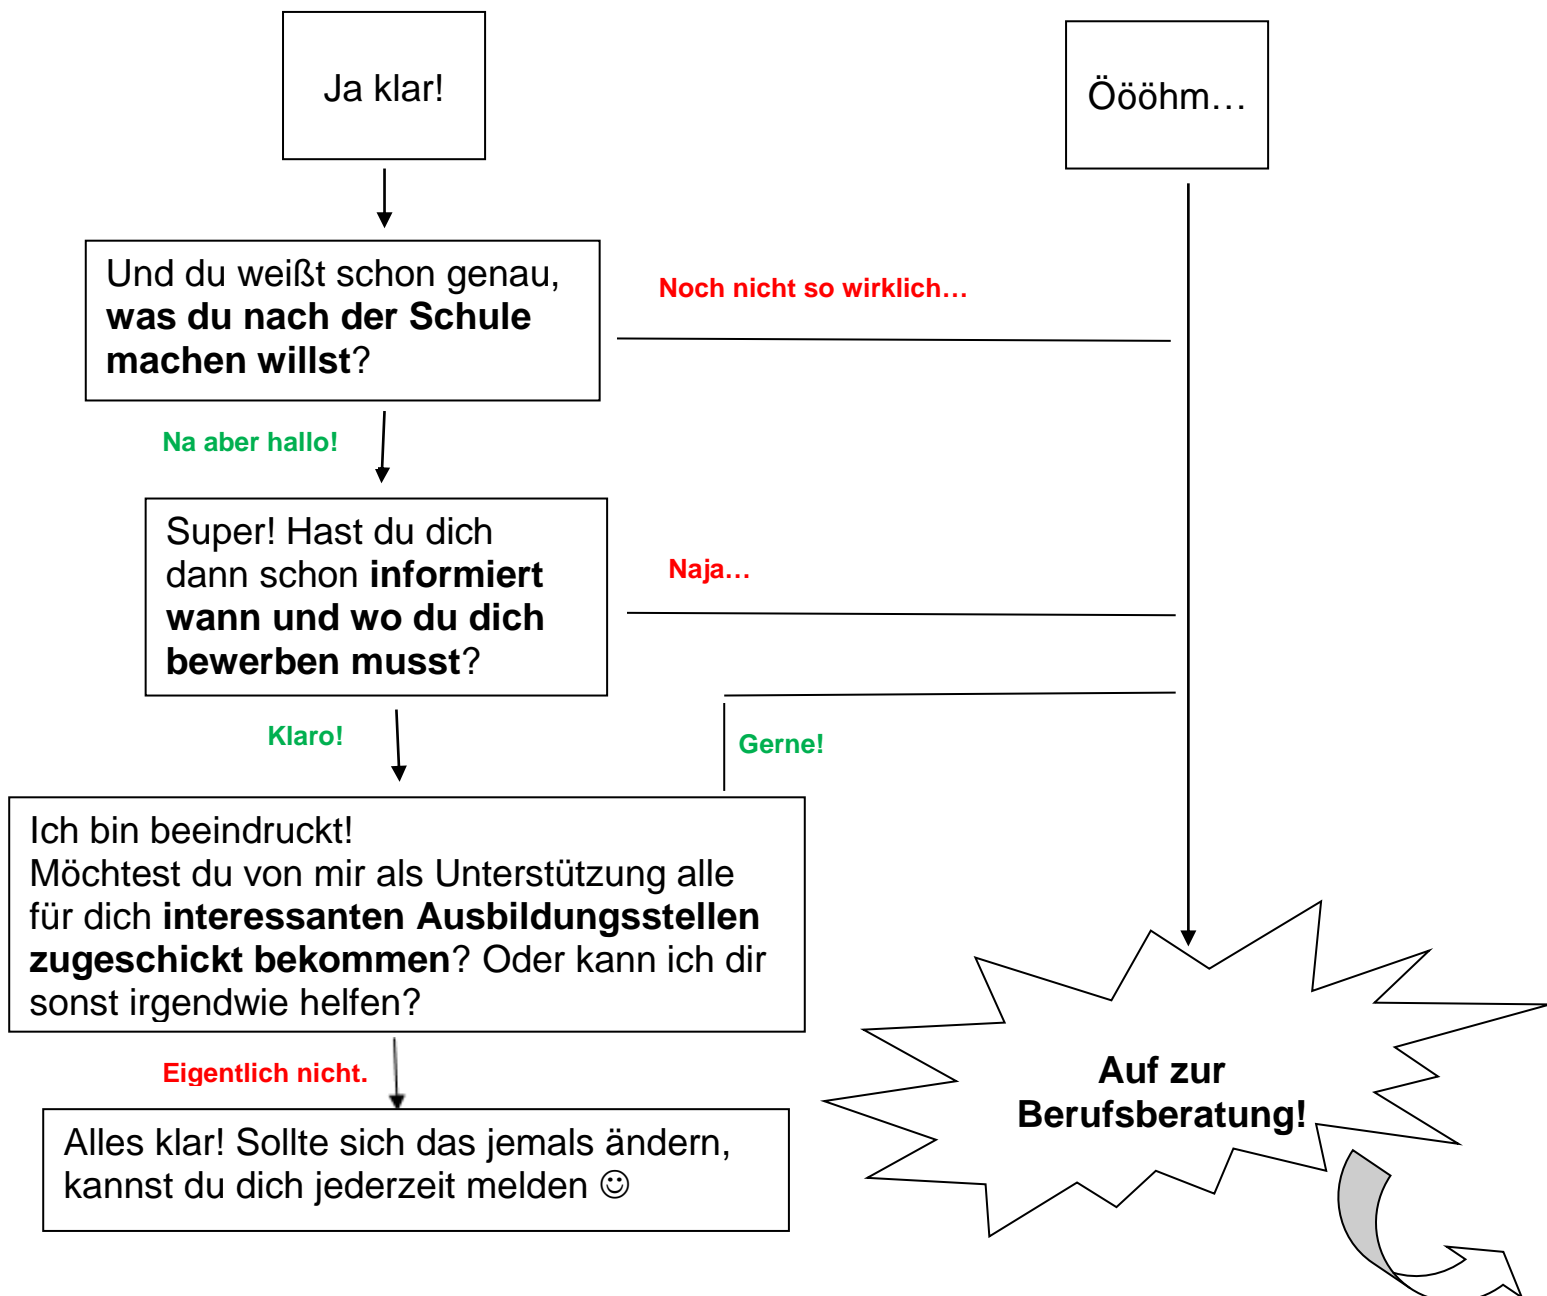 Ja klar!
Öööhm…
Und du weißt schon genau,
was du nach der Schule
machen willst?
Noch nicht so wirklich…
Na aber hallo!
Super! Hast du dich
dann schon informiert
wann und wo du dich
bewerben musst?
Naja…
Klaro!
Gerne!
Ich bin beeindruckt!
Möchtest du von mir als Unterstützung alle
für dich interessanten Ausbildungsstellen
zugeschickt bekommen? Oder kann ich dir
sonst irgendwie helfen?
Eigentlich nicht.
Auf zur
Berufsberatung!
Alles klar! Sollte sich das jemals ändern,
kannst du dich jederzeit melden ☺